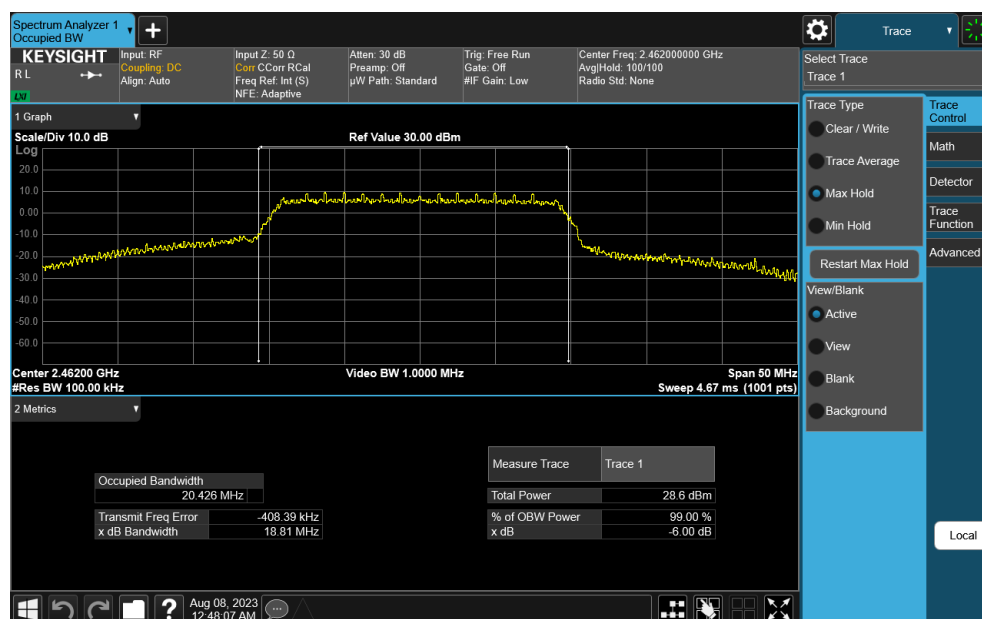 Spectrum Analyzer 1
Occupied BW
Trace
KEYSIGHT
R L
LXI
Input: RF
Coupling: DC
Align: Auto
Input Z: 50 Ω
Corr CCorr RCal
Freq Ref: Int (S)
NFE: Adaptive
Atten: 30 dB
Preamp: Off
µW Path: Standard
Trig: Free Run
Gate: Off
#IF Gain: Low
Center Freq: 2.462000000 GHz
Avg|Hold: 100/100
Radio Std: None
Select Trace
Trace 1
1 Graph
Scale/Div 10.0 dB
Ref Value 30.00 dBm
Log
20.0
10.0
0.00
-10.0
-20.0
-30.0
-40.0
-50.0
-60.0
Center 2.46200 GHz
#Res BW 100.00 kHz
Video BW 1.0000 MHz
Span 50 MHz
Sweep 4.67 ms (1001 pts)
Trace Type
Clear / Write
Trace Average
Max Hold
Min Hold
Restart Max Hold
View/Blank
Active
View
Blank
Background
Trace
Control
Math
Detector
Trace
Function
Advanced
2 Metrics
Occupied Bandwidth
20.426 MHz
Transmit Freq Error -408.39 kHz
x dB Bandwidth 18.81 MHz
Measure Trace Trace 1
Total Power 28.6 dBm
% of OBW Power 99.00 %
x dB -6.00 dB
Local
?
Aug 08, 2023
12:48:07 AM